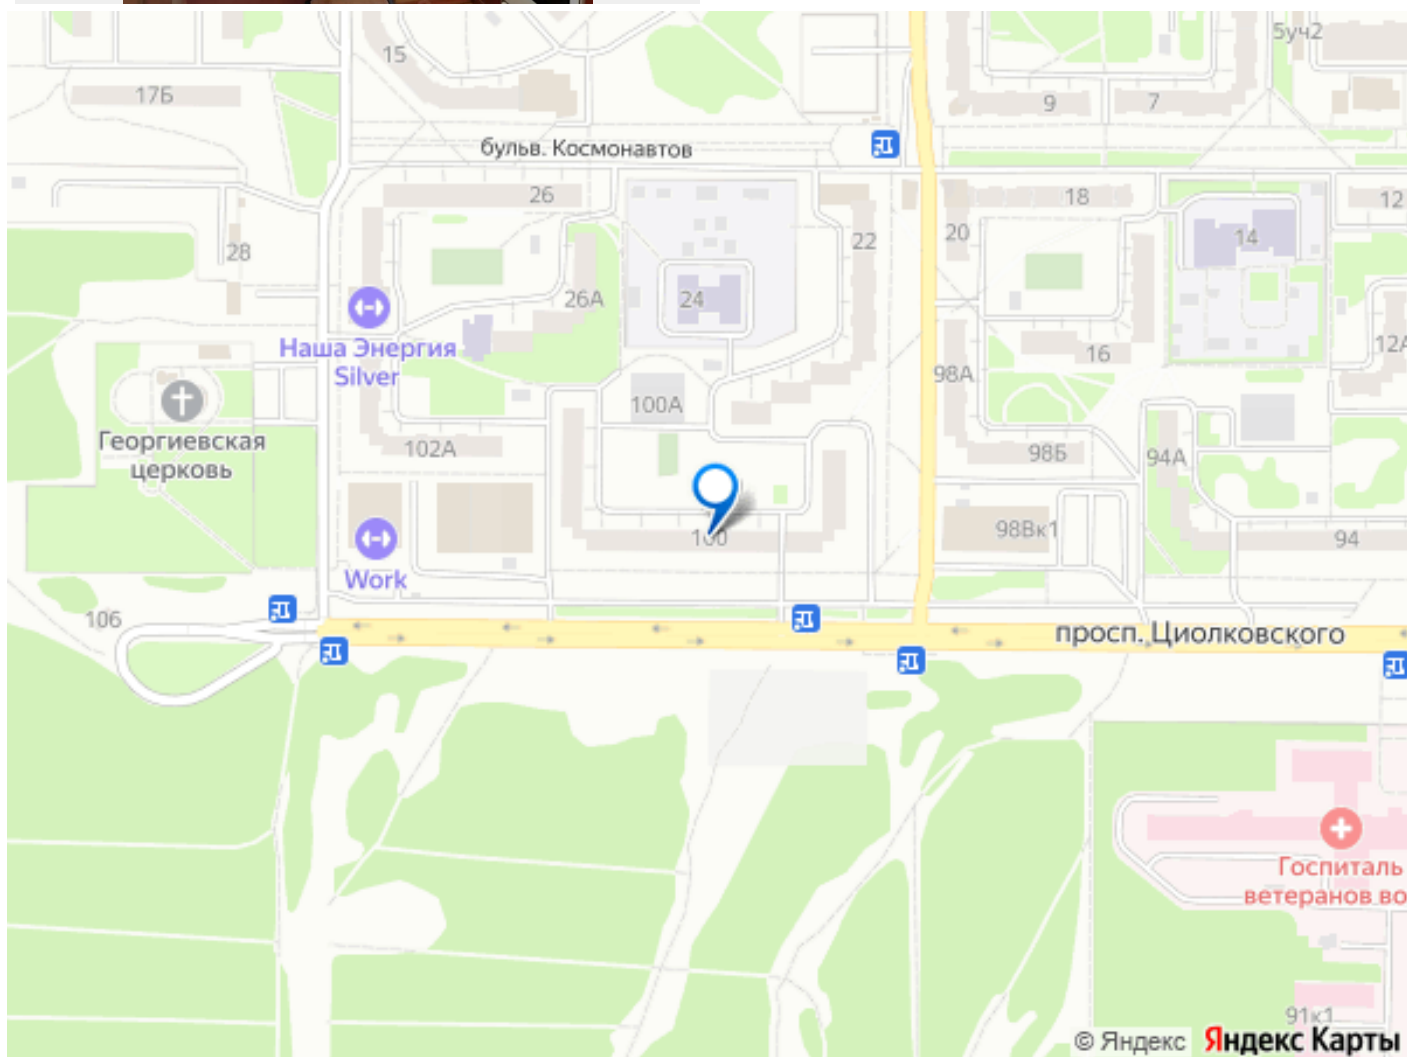 15
5уч2
17Б
9
7
бульв. Космонавтов
26
18
12
28
22
20
14
26А
24
Наша Энергия
Silver
16
12А
98А
100А
Георгиевская
церковь
102А
98Б
94А
100
98Вк1
94
Work
106
просп. Циолковского
Госпиталь
ветеранов во
91к1
© Яндекс Яндекс Карты